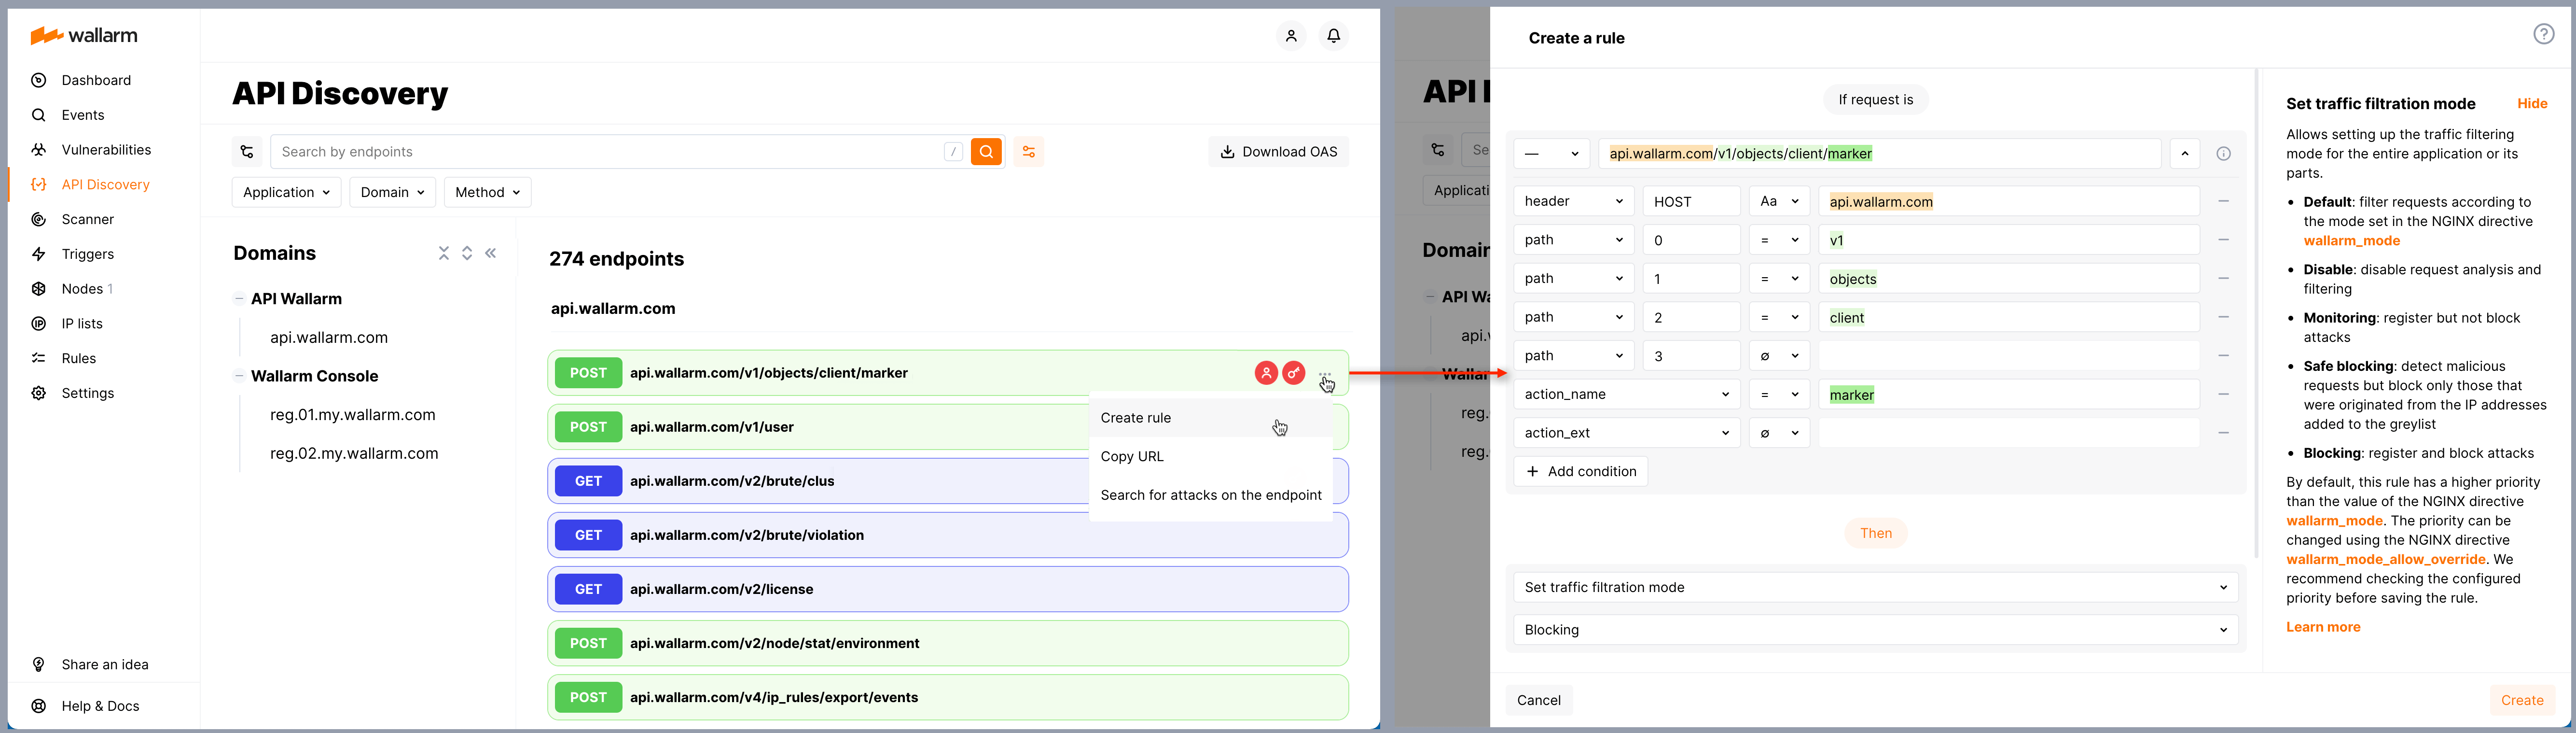 wallarm
Dashboard
Events
Vulnerabilities
API Discovery
Scanner
Triggers
Nodes 1
IP lists
Rules
Settings
Share an idea
Help & Docs
API Discovery
Search by endpoints /
Download OAS
Application
Domain
Method
Domains
API Wallarm
api.wallarm.com
Wallarm Console
reg.01.my.wallarm.com
reg.02.my.wallarm.com
274 endpoints
api.wallarm.com
POST api.wallarm.com/v1/objects/client/marker
POST api.wallarm.com/v1/user
GET api.wallarm.com/v2/brute/clus
GET api.wallarm.com/v2/brute/violation
GET api.wallarm.com/v2/license
POST api.wallarm.com/v2/node/stat/environment
POST api.wallarm.com/v4/ip_rules/export/events
Create rule
Copy URL
Search for attacks on the endpoint
API
Se
Applicati
Domain
API Wa
api.
Wallar
reg.
reg.
Create a rule
If request is
— api.wallarm.com/v1/objects/client/marker
header HOST Aa api.wallarm.com
path 0 = v1
path 1 = objects
path 2 = client
path 3 ∅
action_name = marker
action_ext ∅
+ Add condition
Then
Set traffic filtration mode
Blocking
Cancel
Create
Set traffic filtration mode Hide
Allows setting up the traffic filtering
mode for the entire application or its
parts.
• Default: filter requests according to
the mode set in the NGINX directive
wallarm_mode
• Disable: disable request analysis and
filtering
• Monitoring: register but not block
attacks
• Safe blocking: detect malicious
requests but block only those that
were originated from the IP addresses
added to the greylist
• Blocking: register and block attacks
By default, this rule has a higher priority
than the value of the NGINX directive
wallarm_mode. The priority can be
changed using the NGINX directive
wallarm_mode_allow_override. We
recommend checking the configured
priority before saving the rule.
Learn more